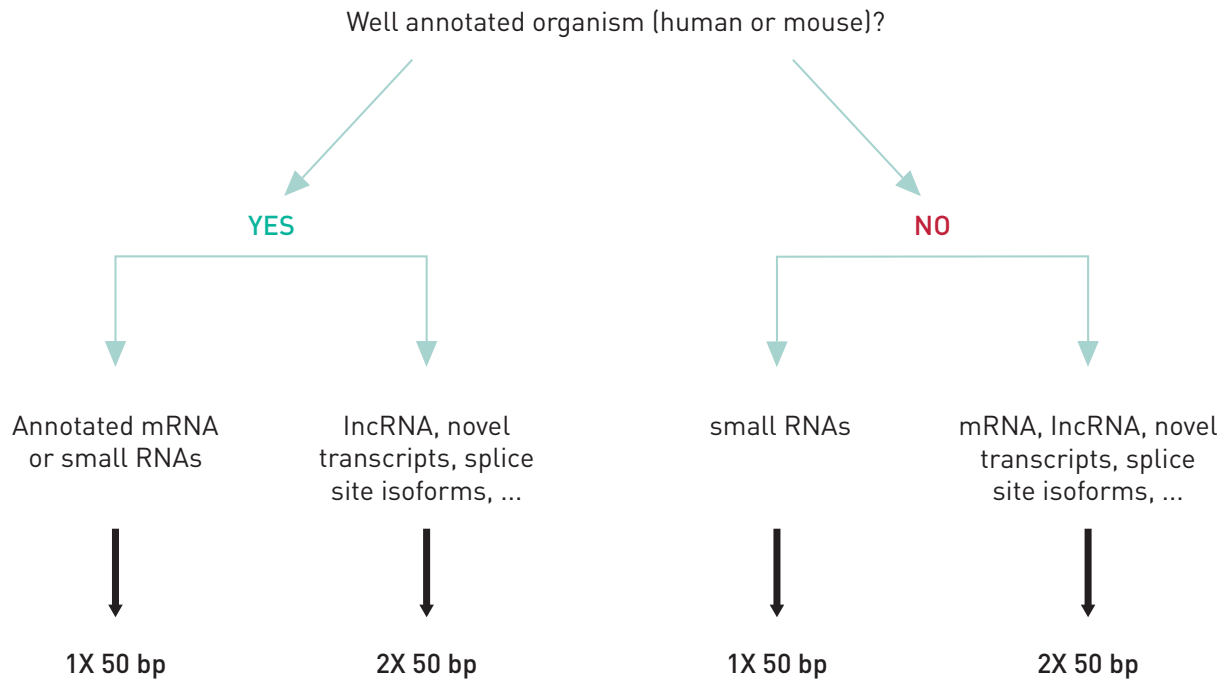 Well annotated organism (human or mouse)?
YES
NO
Annotated mRNA
or small RNAs
lncRNA, novel
transcripts, splice
site isoforms, ...
small RNAs
mRNA, lncRNA, novel
transcripts, splice
site isoforms, ...
1X 50 bp
2X 50 bp
1X 50 bp
2X 50 bp